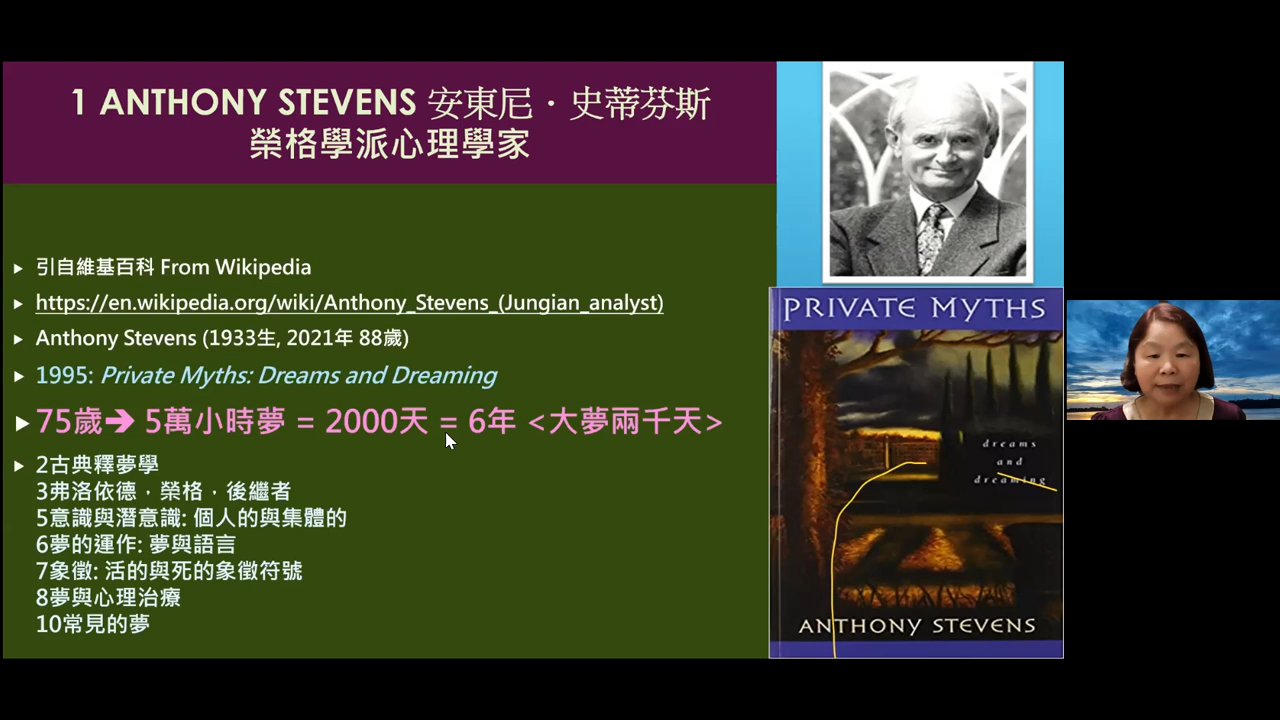 1 ANTHONY STEVENS 安東尼・史蒂芬斯
榮格學派心理學家
引自維基百科 From Wikipedia
https://en.wikipedia.org/wiki/Anthony_Stevens_(Jungian_analyst)
Anthony Stevens (1933生, 2021年 88歲)
1995: Private Myths: Dreams and Dreaming
75歲➔ 5萬小時夢 = 2000天 = 6年 <大夢兩千天>
2古典釋夢學
3弗洛依德，榮格，後繼者
5意識與潛意識: 個人的與集體的
6夢的運作: 夢與語言
7象徵: 活的與死的象徵符號
8夢與心理治療
10常見的夢
PRIVATE MYTHS
dreams
and
dreaming
ANTHONY STEVENS